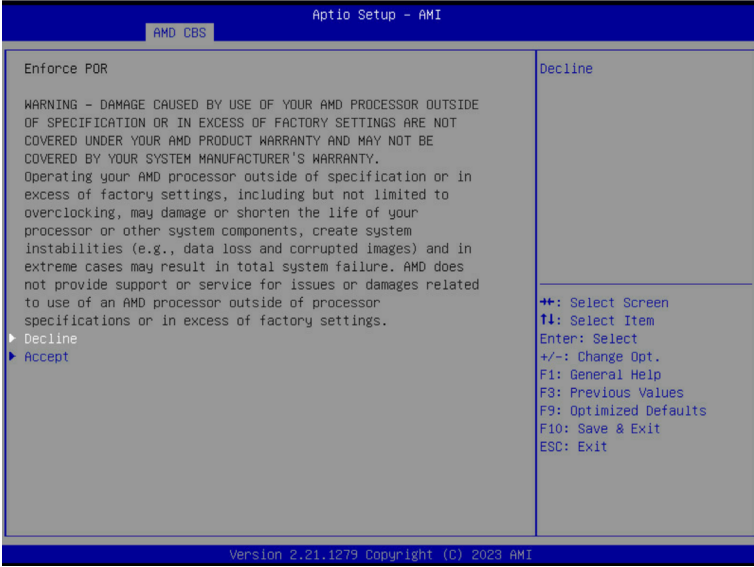 Aptio Setup – AMI
AMD CBS
Enforce POR
WARNING – DAMAGE CAUSED BY USE OF YOUR AMD PROCESSOR OUTSIDE
OF SPECIFICATION OR IN EXCESS OF FACTORY SETTINGS ARE NOT
COVERED UNDER YOUR AMD PRODUCT WARRANTY AND MAY NOT BE
COVERED BY YOUR SYSTEM MANUFACTURER'S WARRANTY.
Operating your AMD processor outside of specification or in
excess of factory settings, including but not limited to
overclocking, may damage or shorten the life of your
processor or other system components, create system
instabilities (e.g., data loss and corrupted images) and in
extreme cases may result in total system failure. AMD does
not provide support or service for issues or damages related
to use of an AMD processor outside of processor
specifications or in excess of factory settings.
Decline
Accept
Decline
→←: Select Screen
↑↓: Select Item
Enter: Select
+/-: Change Opt.
F1: General Help
F3: Previous Values
F9: Optimized Defaults
F10: Save & Exit
ESC: Exit
Version 2.21.1279 Copyright (C) 2023 AMI